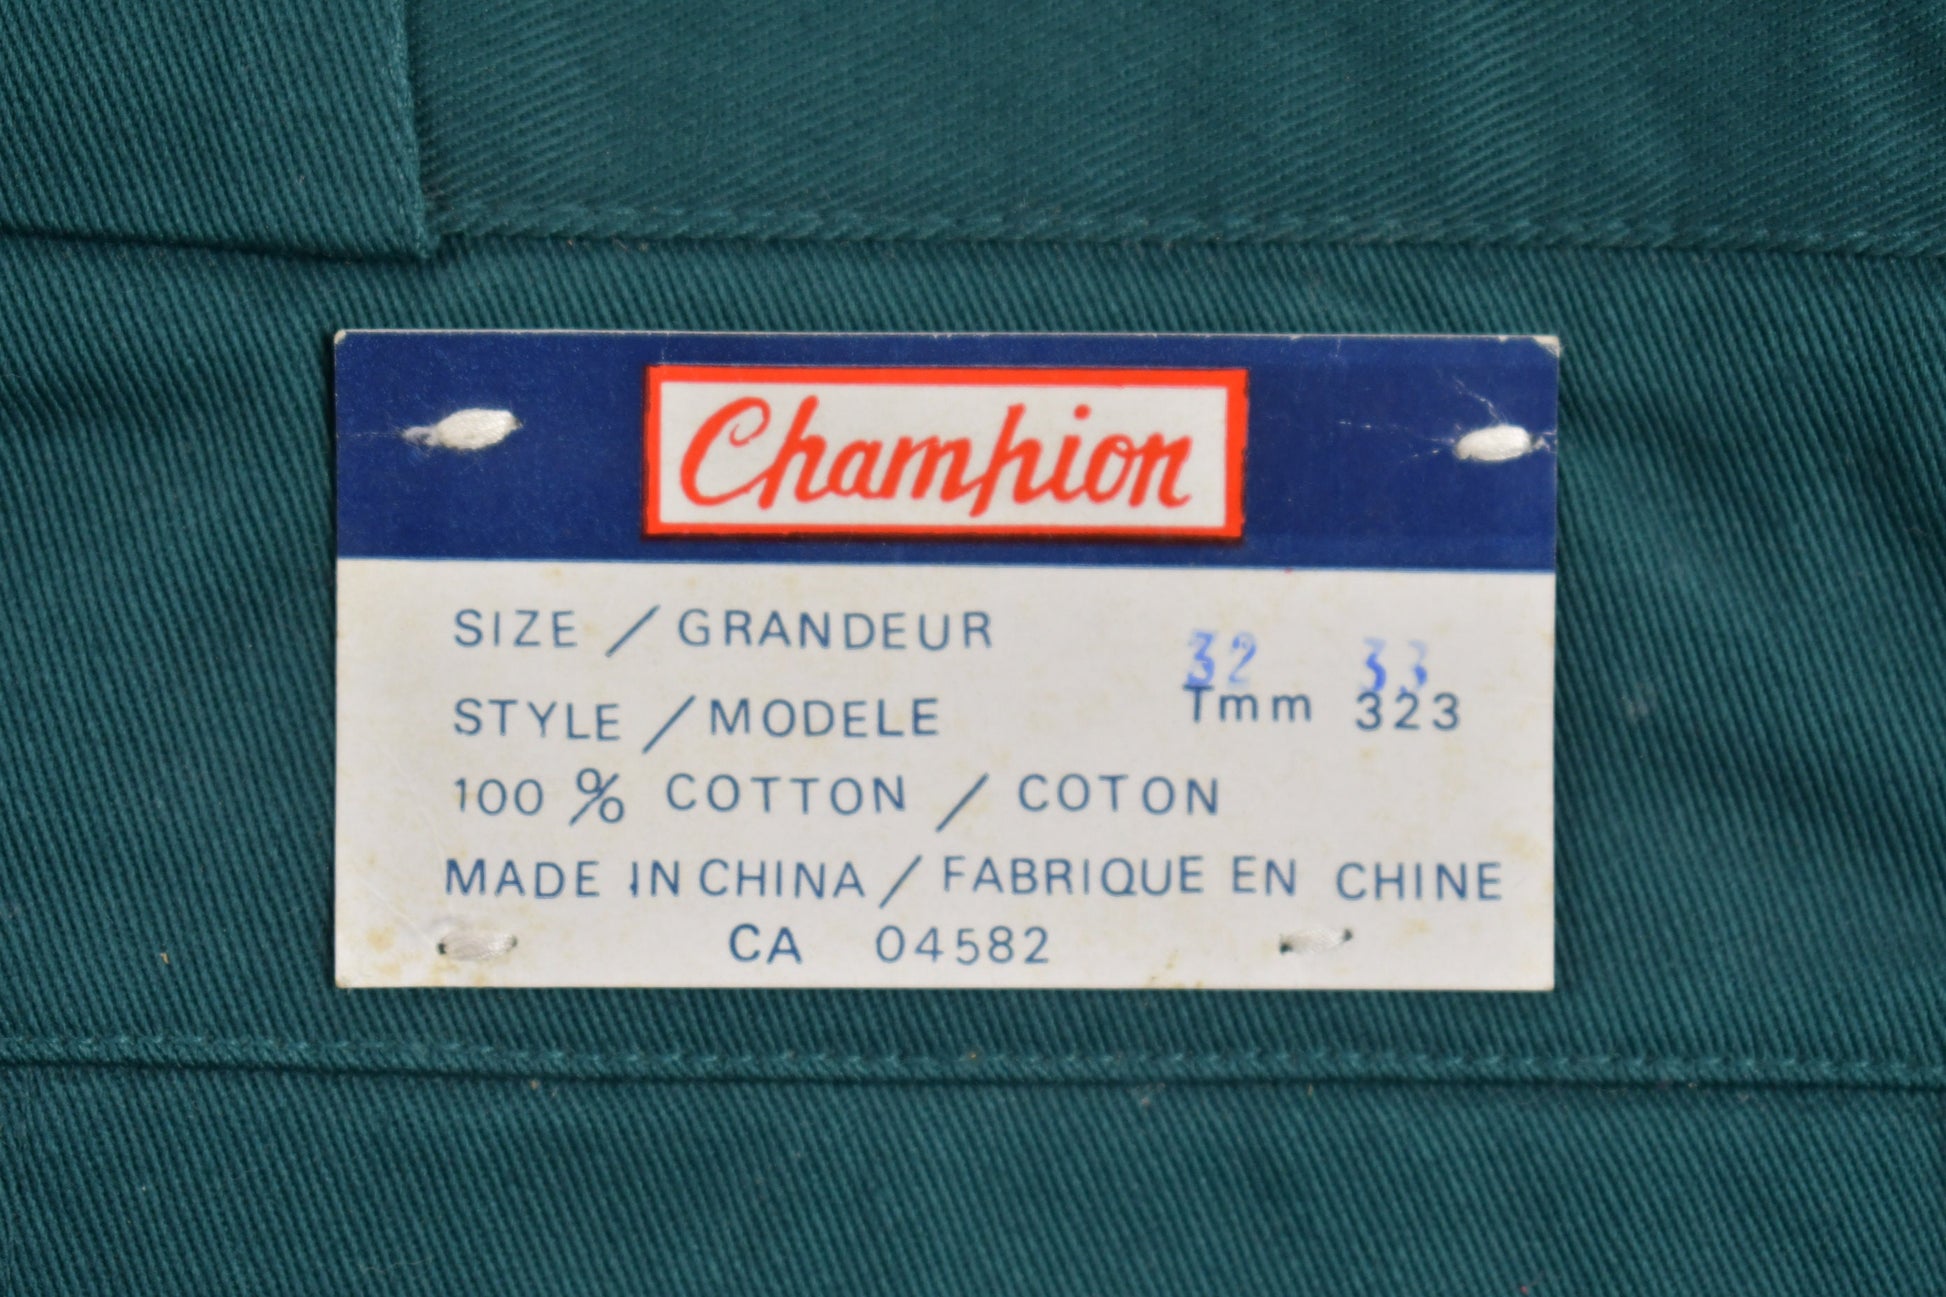 Champion
SIZE / GRANDEUR 32 33
STYLE / MODELE Tmm 323
100 % COTTON / COTON
MADE IN CHINA / FABRIQUE EN CHINE
CA 04582